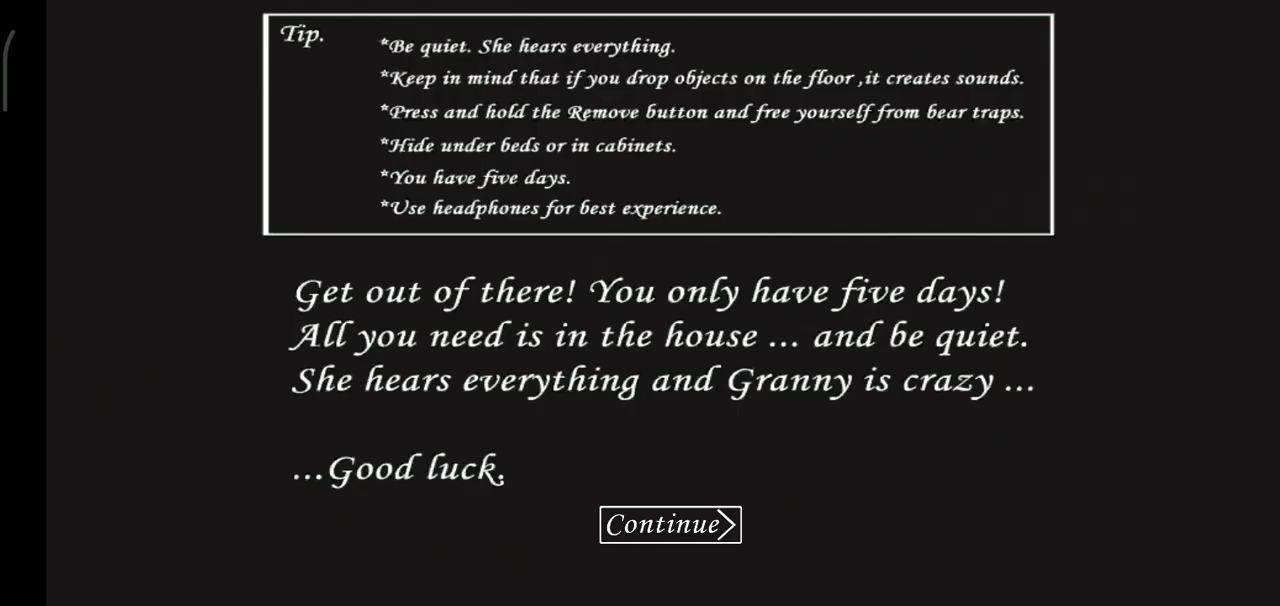 Tip.
*Be quiet. She hears everything.
*Keep in mind that if you drop objects on the floor ,it creates sounds.
*Press and hold the Remove button and free yourself from bear traps.
*Hide under beds or in cabinets.
*You have five days.
*Use headphones for best experience.
Get out of there! You only have five days!
All you need is in the house ... and be quiet.
She hears everything and Granny is crazy ...
...Good luck.
Continue